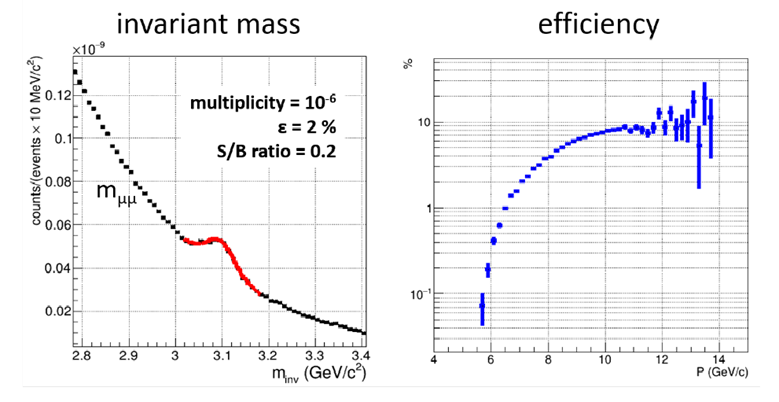 invariant mass
efficiency
×10⁻⁹
counts/(events × 10 MeV/c²)
0.12
0.1
0.08
0.06
0.04
0.02
multiplicity = 10⁻⁶
ε = 2 %
S/B ratio = 0.2
mμμ
2.8 2.9 3 3.1 3.2 3.3 3.4
minv (GeV/c²)
%
10
1
10⁻¹
4 6 8 10 12 14
P (GeV/c)